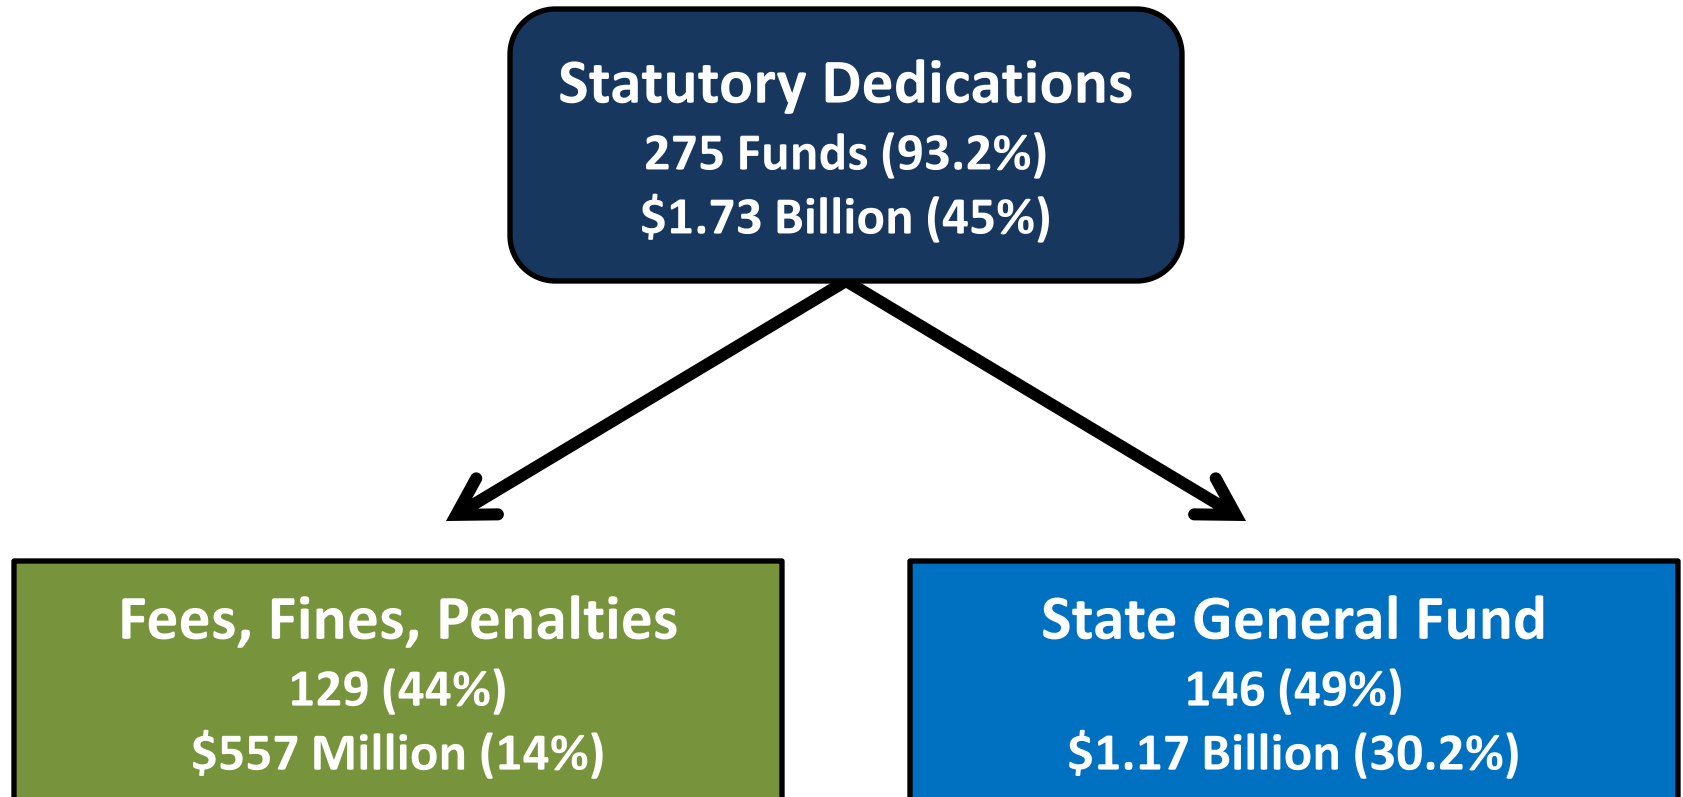 Statutory Dedications
275 Funds (93.2%)
$1.73 Billion (45%)
Fees, Fines, Penalties
129 (44%)
$557 Million (14%)
State General Fund
146 (49%)
$1.17 Billion (30.2%)